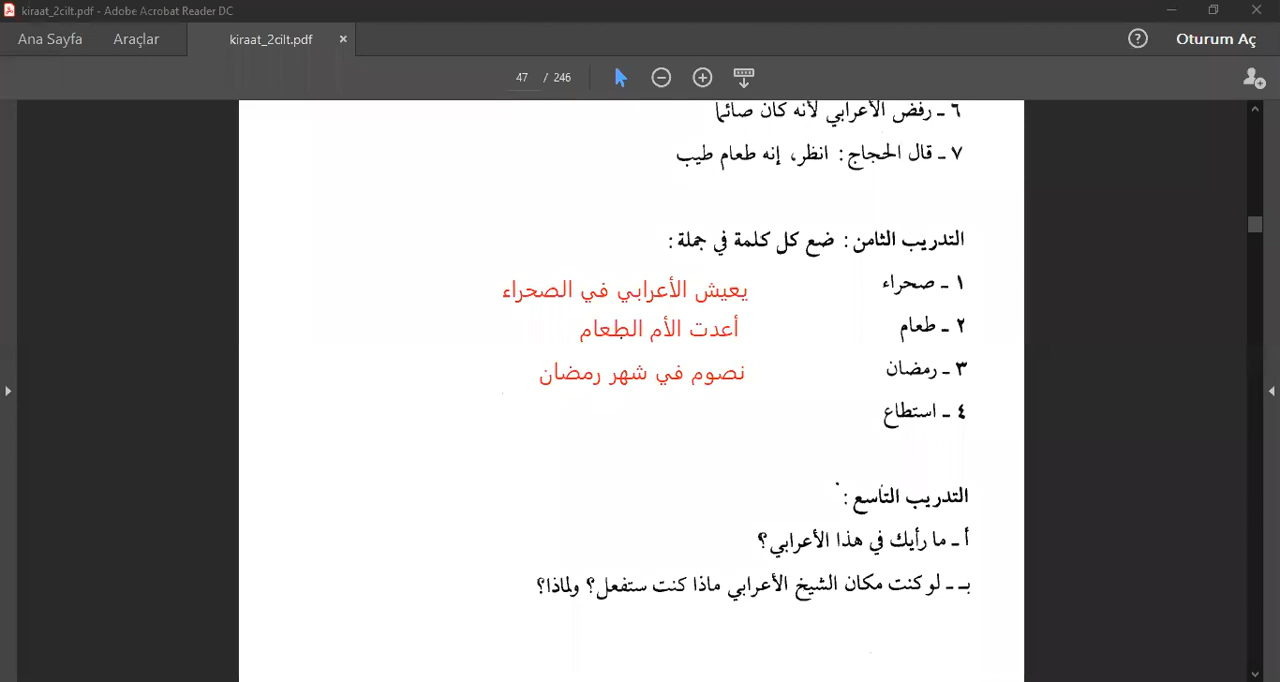 kiraat_2cilt.pdf - Adobe Acrobat Reader DC
Ana Sayfa Araçlar kiraat_2cilt.pdf × ? Oturum Aç
47 / 246
٦ ـ رفض الأعرابي لأنه كان صائما
٧ ـ قال الحجاج : انظر، إنه طعام طيب
التدريب الثامن : ضع كل كلمة في جملة :
١ ـ صحراء يعيش الأعرابي في الصحراء
٢ ـ طعام أعدت الأم الطعام
٣ ـ رمضان نصوم في شهر رمضان
٤ ـ استطاع
التدريب التاسع :
أ ـ ما رأيك في هذا الأعرابي؟
بـ ـ لو كنت مكان الشيخ الأعرابي ماذا كنت ستفعل؟ ولماذا؟